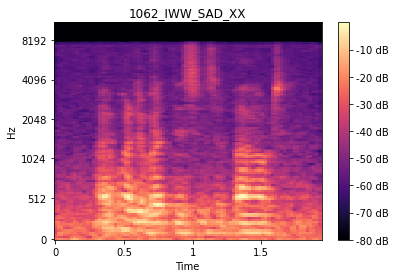 1062_IWW_SAD_XX
8192
4096
2048
1024
512
0
Hz
0
0.5
1
1.5
Time
-10 dB
-20 dB
-30 dB
-40 dB
-50 dB
-60 dB
-70 dB
-80 dB